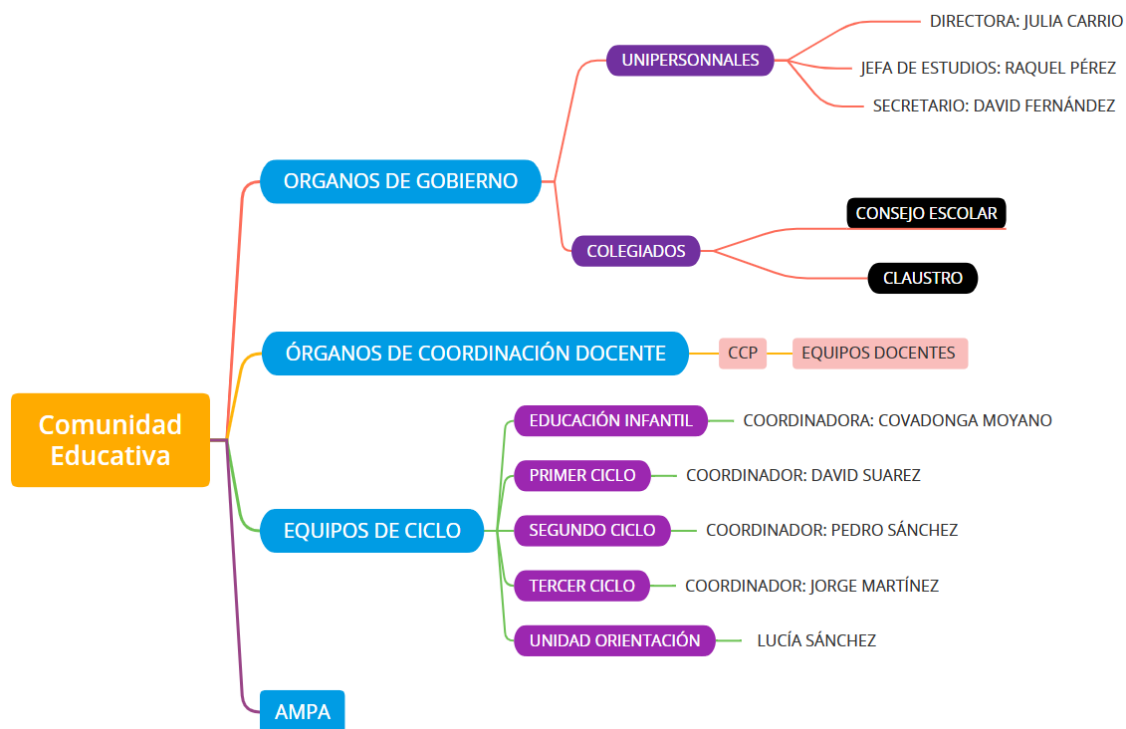 Comunidad
Educativa
ORGANOS DE GOBIERNO
UNIPERSONNALES
DIRECTORA: JULIA CARRIO
JEFA DE ESTUDIOS: RAQUEL PÉREZ
SECRETARIO: DAVID FERNÁNDEZ
COLEGIADOS
CONSEJO ESCOLAR
CLAUSTRO
ÓRGANOS DE COORDINACIÓN DOCENTE
CCP
EQUIPOS DOCENTES
EQUIPOS DE CICLO
EDUCACIÓN INFANTIL
COORDINADORA: COVADONGA MOYANO
PRIMER CICLO
COORDINADOR: DAVID SUAREZ
SEGUNDO CICLO
COORDINADOR: PEDRO SÁNCHEZ
TERCER CICLO
COORDINADOR: JORGE MARTÍNEZ
UNIDAD ORIENTACIÓN
LUCÍA SÁNCHEZ
AMPA